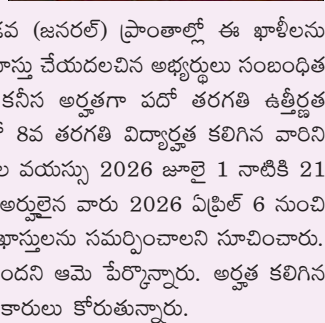 డవ (జనరల్) ప్రాంతాల్లో ఈ ఖాళీలను
ాస్తు చేయదలచిన అభ్యర్థులు సంబంధిత
కనీస అర్హతగా పదో తరగతి ఉత్తీర్ణత
ో 8వ తరగతి విద్యార్హత కలిగిన వారిని
ల వయస్సు 2026 జూలై 1 నాటికి 21
అర్హులైన వారు 2026 ఏప్రిల్ 6 నుంచి
ఖాస్తులను సమర్పించాలని సూచించారు.
ందని ఆమె పేర్కొన్నారు. అర్హత కలిగిన
కారులు కోరుతున్నారు.